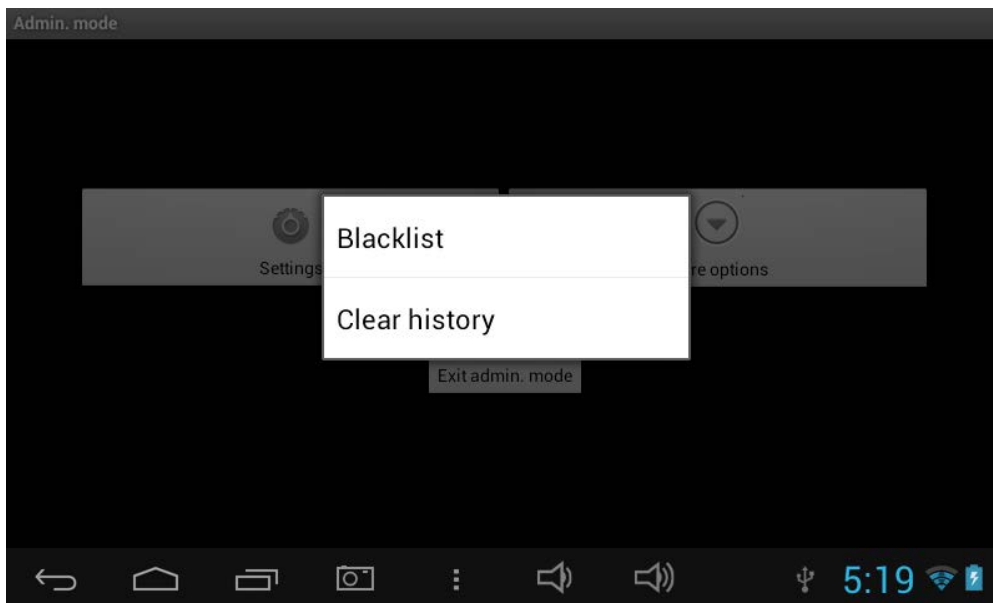 Admin. mode
Blacklist
Settings
re options
Clear history
Exit admin. mode
5:19